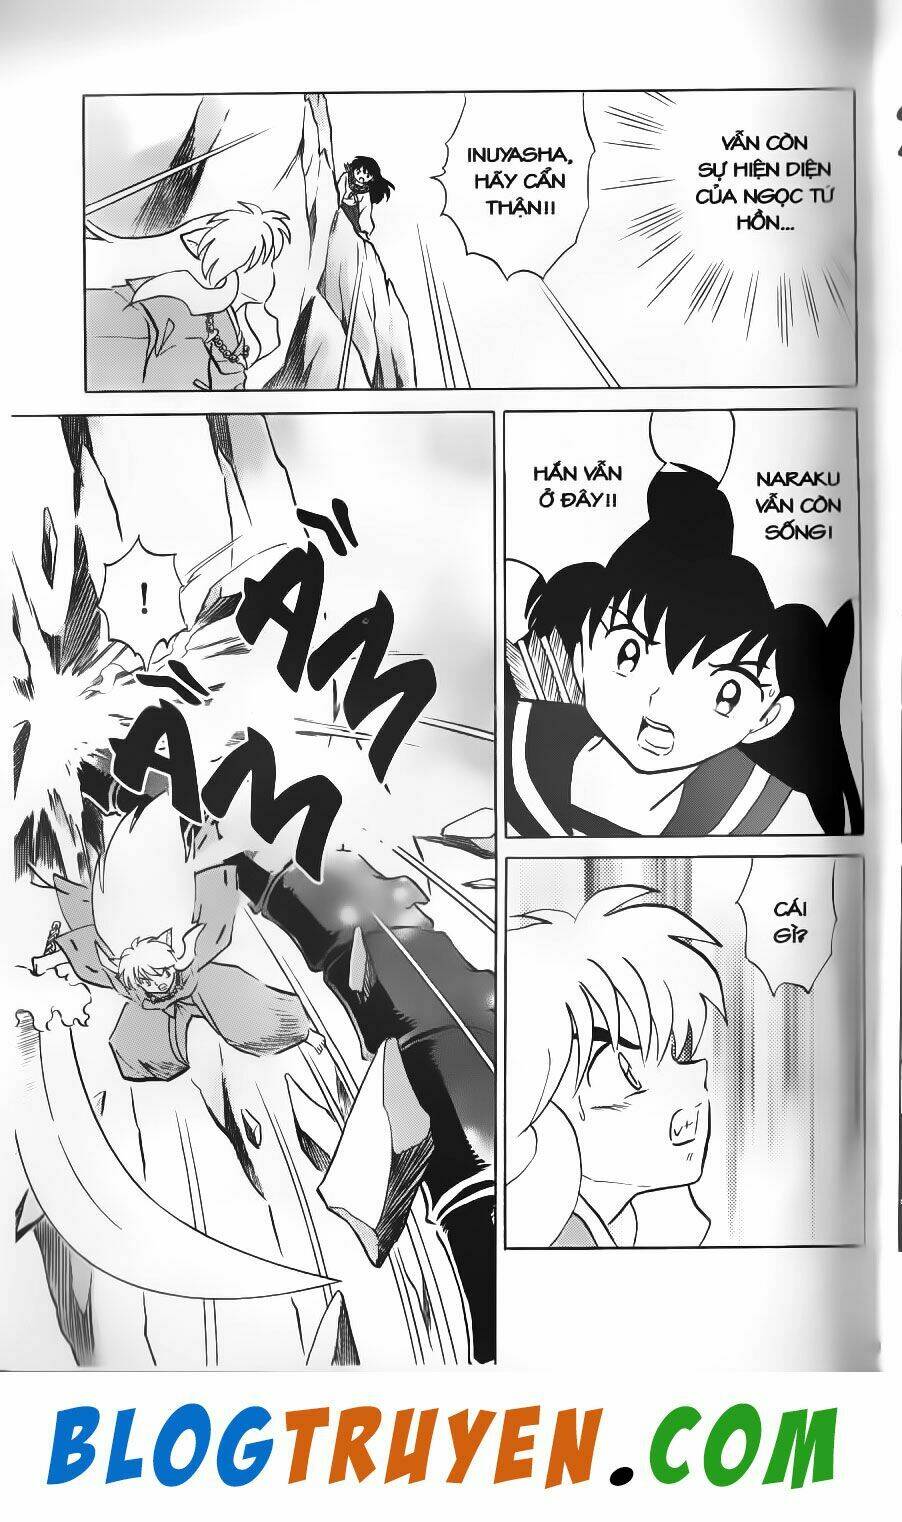 VẪN CÒN
SỰ HIỆN DIỆN
CỦA NGỌC TỨ
HỒN...
INUYASHA,
HÃY CẨN
THẬN!!
NARAKU
VẪN CÒN
SỐNG!
HẮN VẪN
Ở ĐÂY!!
CÁI
GÌ?
!
ẦM
ẦM
BLOGTRUYEN.COM